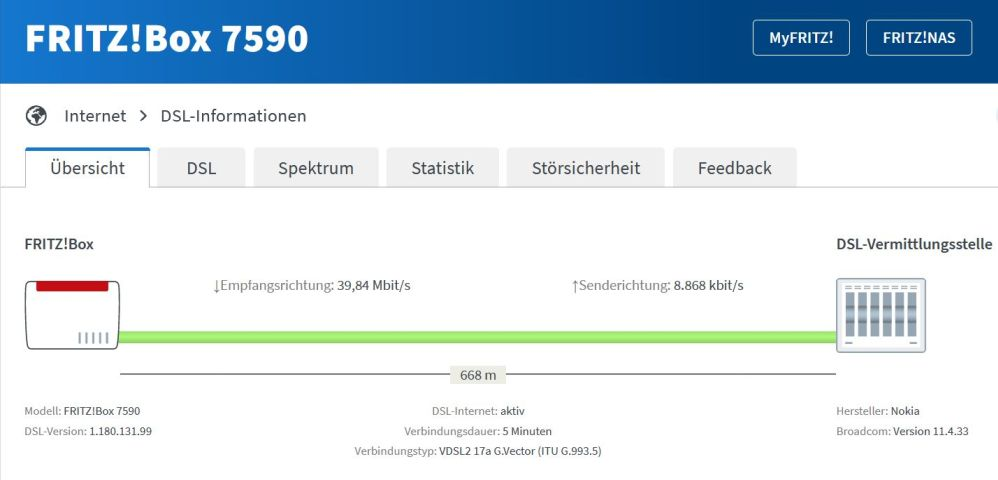 FRITZ!Box 7590
MyFRITZ!
FRITZ!NAS
Internet > DSL-Informationen
Übersicht
DSL
Spektrum
Statistik
Störsicherheit
Feedback
FRITZ!Box
DSL-Vermittlungsstelle
↓Empfangsrichtung: 39,84 Mbit/s
↑Senderichtung: 8.868 kbit/s
668 m
Modell: FRITZ!Box 7590
DSL-Version: 1.180.131.99
DSL-Internet: aktiv
Verbindungsdauer: 5 Minuten
Verbindungstyp: VDSL2 17a G.Vector (ITU G.993.5)
Hersteller: Nokia
Broadcom: Version 11.4.33